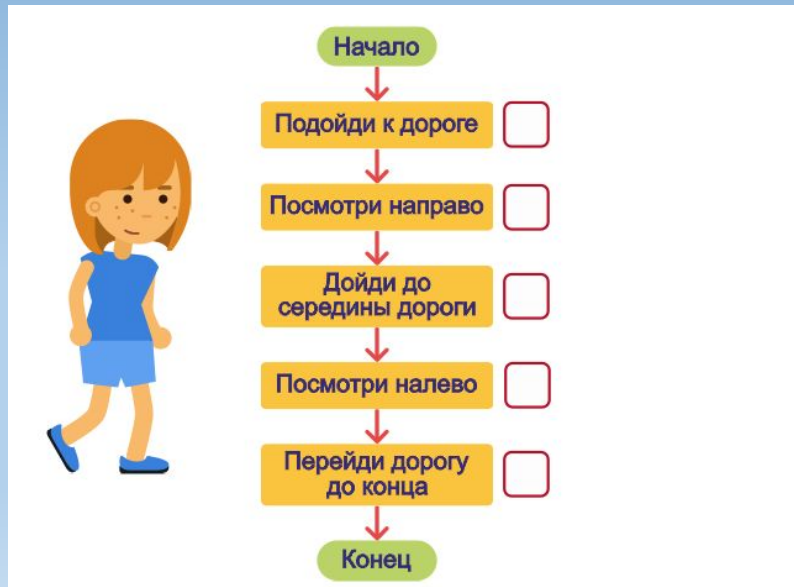 Начало
Подойди к дороге
Посмотри направо
Дойди до
середины дороги
Посмотри налево
Перейди дорогу
до конца
Конец